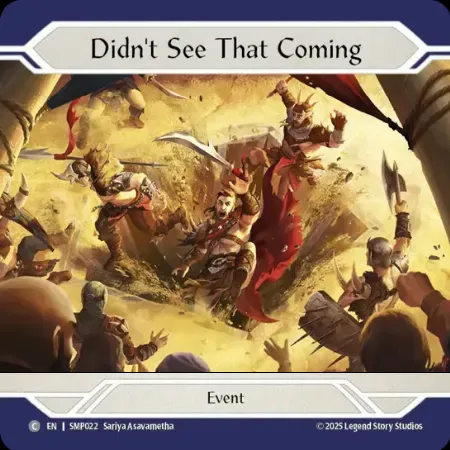 Didn't See That Coming
Event
C EN | SMP022 Sariya Asavametha © 2025 Legend Story Studios